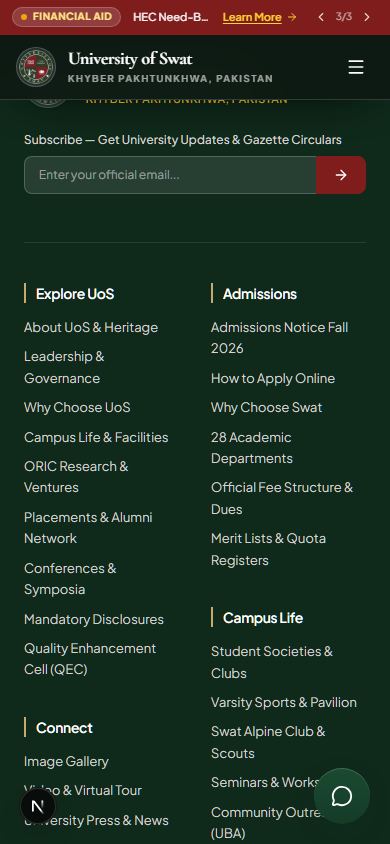 FINANCIAL AID
HEC Need-B...
Learn More →
3/3
University of Swat
KHYBER PAKHTUNKHWA, PAKISTAN
KHYBER PAKHTUNKHWA, PAKISTAN
Subscribe — Get University Updates & Gazette Circulars
Enter your official email...
Explore UoS
About UoS & Heritage
Leadership &
Governance
Why Choose UoS
Campus Life & Facilities
ORIC Research &
Ventures
Placements & Alumni
Network
Conferences &
Symposia
Mandatory Disclosures
Quality Enhancement
Cell (QEC)
Connect
Image Gallery
Video & Virtual Tour
University Press & News
Admissions
Admissions Notice Fall
2026
How to Apply Online
Why Choose Swat
28 Academic
Departments
Official Fee Structure &
Dues
Merit Lists & Quota
Registers
Campus Life
Student Societies &
Clubs
Varsity Sports & Pavilion
Swat Alpine Club &
Scouts
Seminars & Works
Community Outre
(UBA)
N